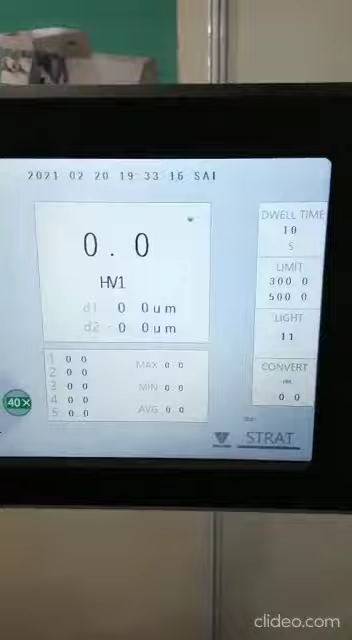 2021 02 20 19:33:16 SAT
DWELL TIME
10
S
0.0
HV1
d1 0 0um
d2 0 0um
LIMIT
300 0
500 0
LIGHT
11
1 0 0
2 0 0
3 0 0
4 0 0
5 0 0
MAX 0 0
MIN 0 0
AVG 0 0
CONVERT
0 0
40×
STRAT
clideo.com